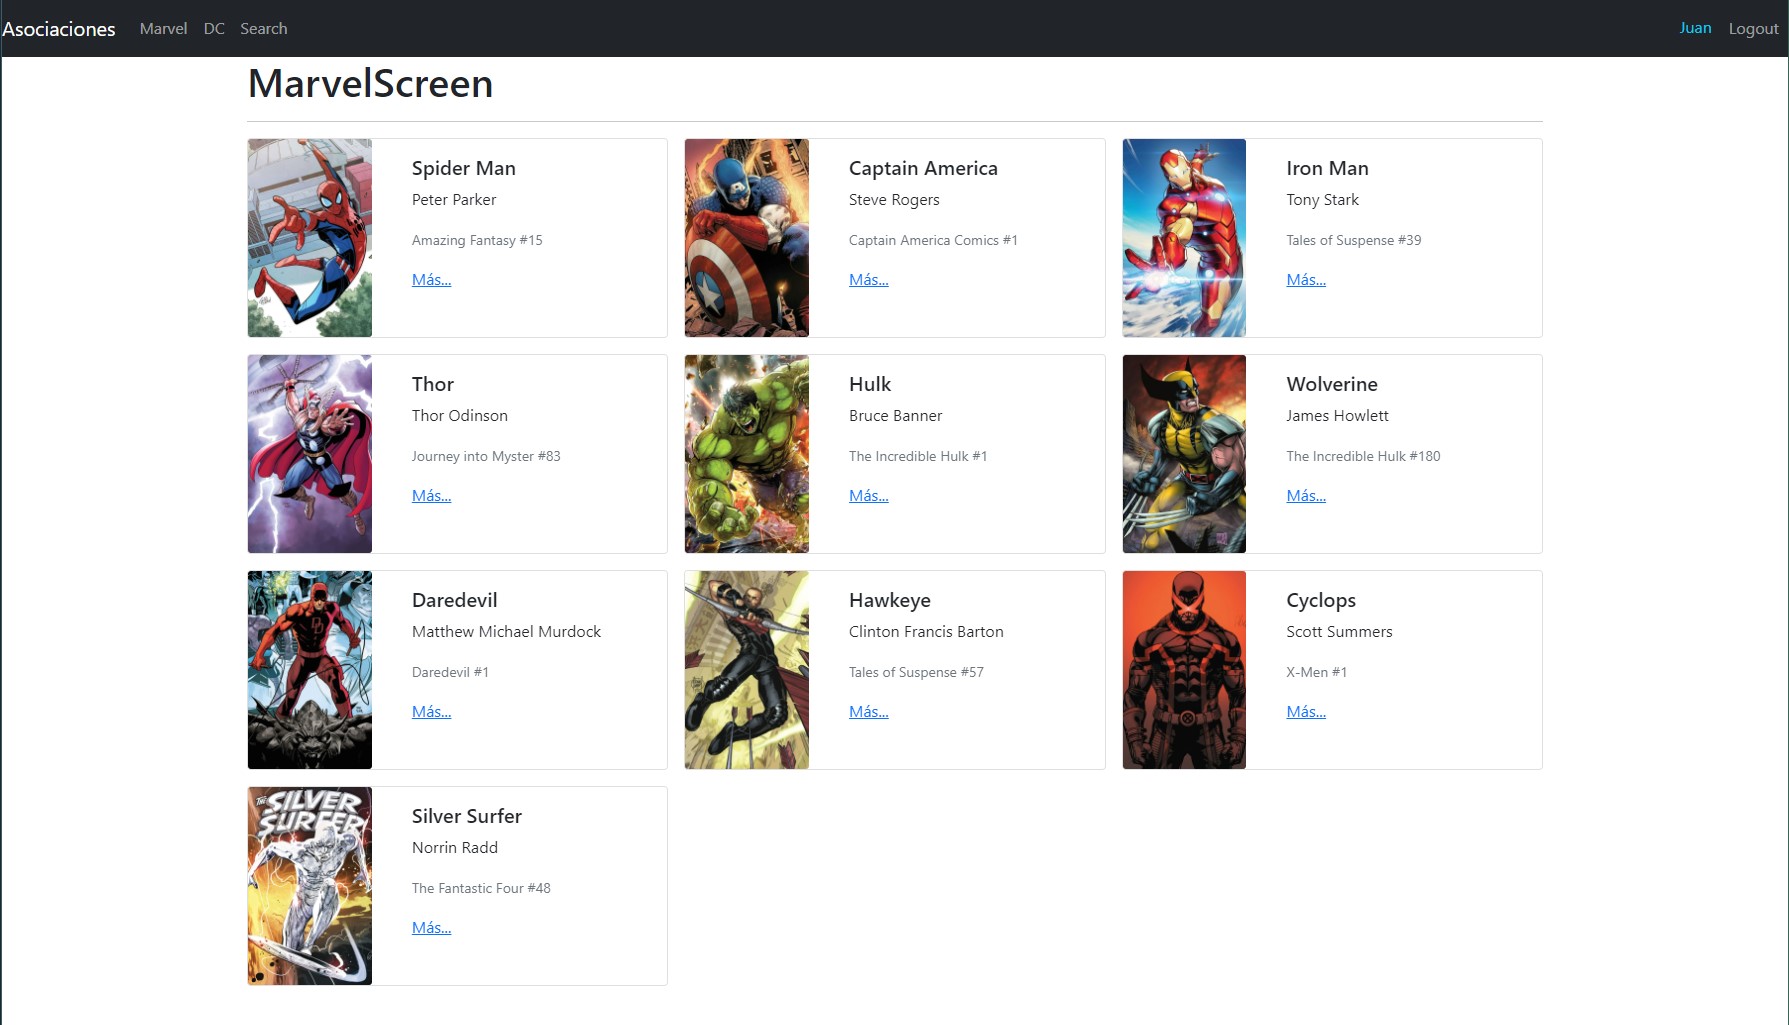 Asociaciones Marvel DC Search Juan Logout
MarvelScreen
Spider Man
Peter Parker
Amazing Fantasy #15
Más...
Captain America
Steve Rogers
Captain America Comics #1
Más...
Iron Man
Tony Stark
Tales of Suspense #39
Más...
Thor
Thor Odinson
Journey into Myster #83
Más...
Hulk
Bruce Banner
The Incredible Hulk #1
Más...
Wolverine
James Howlett
The Incredible Hulk #180
Más...
DD
Daredevil
Matthew Michael Murdock
Daredevil #1
Más...
Hawkeye
Clinton Francis Barton
Tales of Suspense #57
Más...
Cyclops
Scott Summers
X-Men #1
Más...
THE SILVER
SURFER
Silver Surfer
Norrin Radd
The Fantastic Four #48
Más...